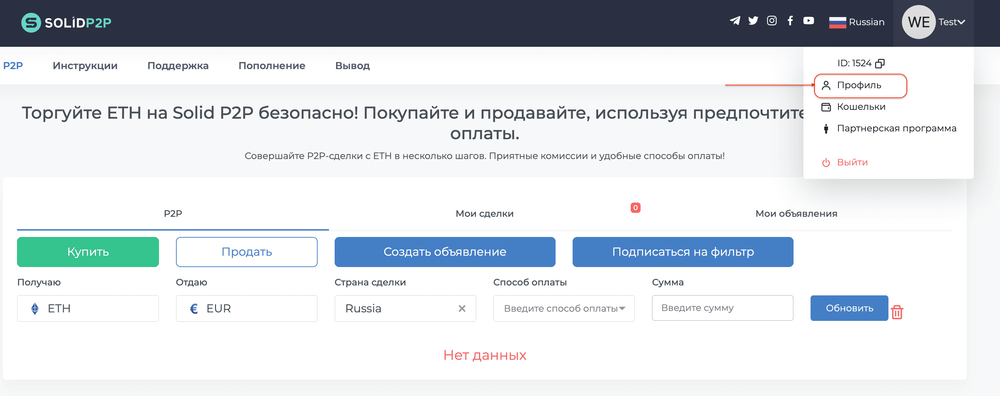 SOLIDP2P
Russian
WE
Test
P2P
Инструкции
Поддержка
Пополнение
Вывод
ID: 1524
Профиль
Кошельки
Партнерская программа
Выйти
Торгуйте ETH на Solid P2P безопасно! Покупайте и продавайте, используя
оплаты.
Совершайте P2P-сделки с ETH в несколько шагов. Приятные комиссии и удобные способы оплаты!
P2P
Мои сделки
0
Мои объявления
Купить
Продать
Создать объявление
Подписаться на фильтр
Получаю
Отдаю
Страна сделки
Способ оплаты
Сумма
ETH
€ EUR
Russia
Введите способ оплаты
Введите сумму
Обновить
Нет данных